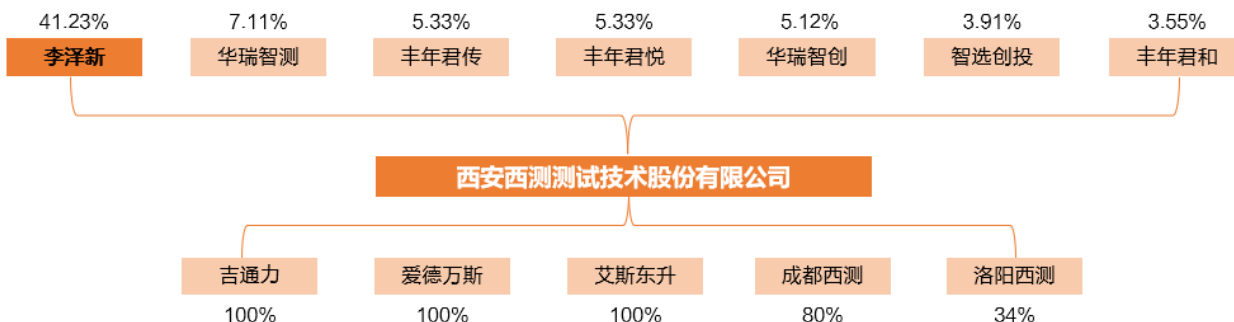 41.23% 7.11% 5.33% 5.33% 5.12% 3.91% 3.55%
李泽新 华瑞智测 丰年君传 丰年君悦 华瑞智创 智选创投 丰年君和
西安西测测试技术股份有限公司
吉通力 爱德万斯 艾斯东升 成都西测 洛阳西测
100% 100% 100% 80% 34%